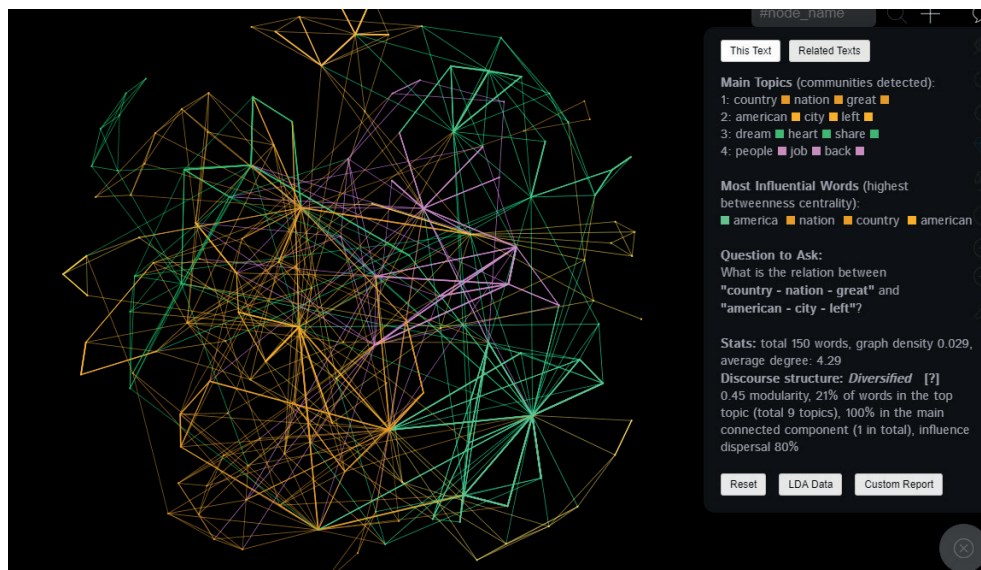 #node_name
This Text Related Texts
Main Topics (communities detected):
1: country nation great
2: american city left
3: dream heart share
4: people job back
Most Influential Words (highest
betweenness centrality):
america nation country american
Question to Ask:
What is the relation between
"country - nation - great" and
"american - city - left"?
Stats: total 150 words, graph density 0.029,
average degree: 4.29
Discourse structure: Diversified [?]
0.45 modularity, 21% of words in the top
topic (total 9 topics), 100% in the main
connected component (1 in total), influence
dispersal 80%
Reset LDA Data Custom Report